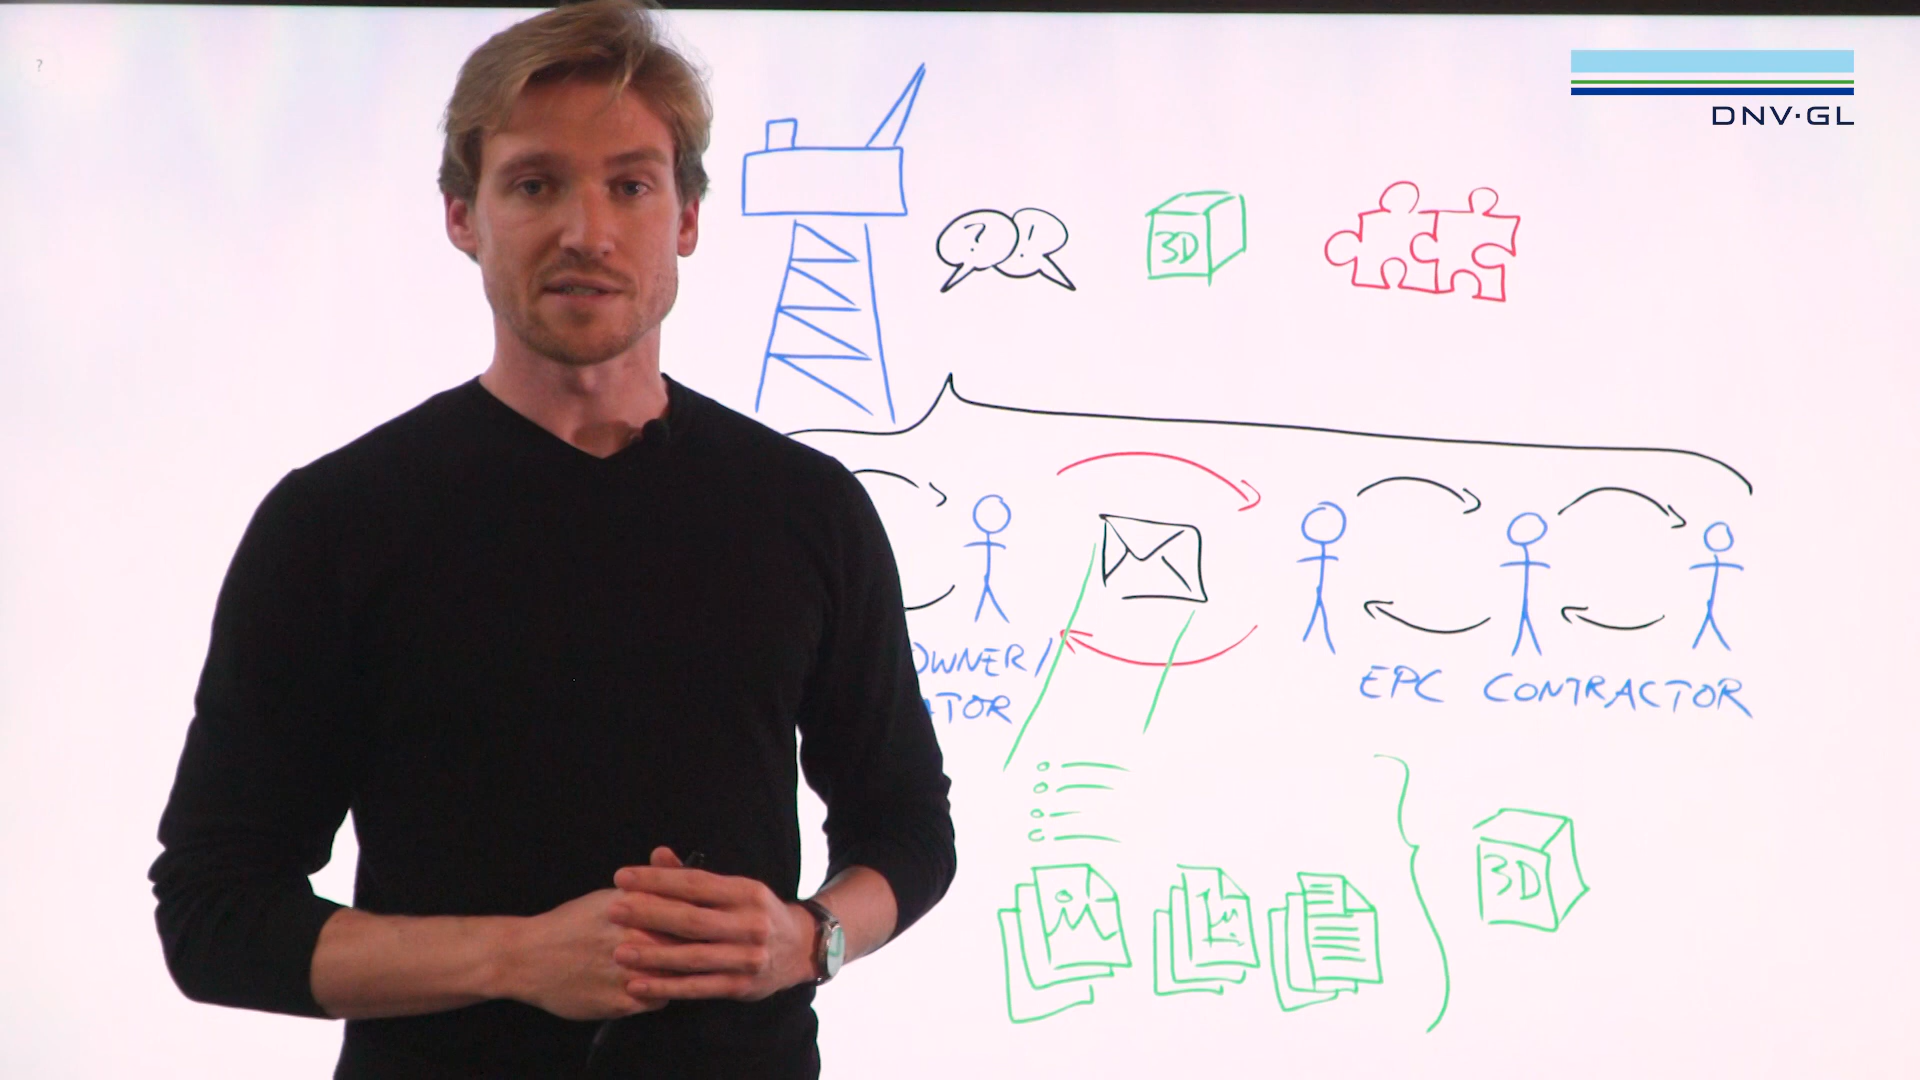 ?
DNV·GL
? !
3D
OWNER/
ATOR
EPC CONTRACTOR
3D